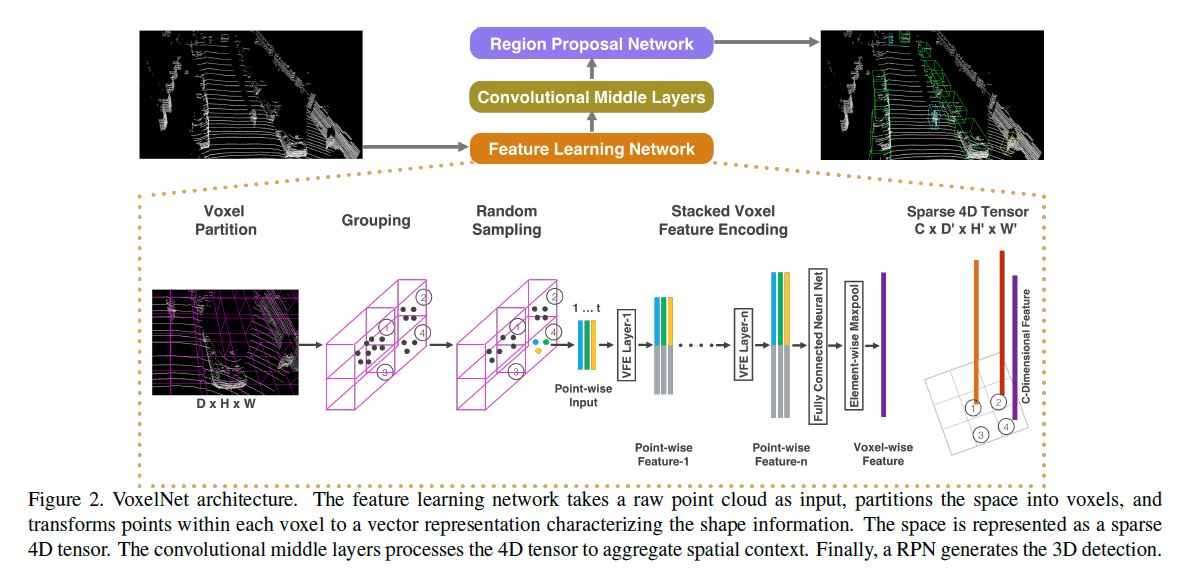 Region Proposal Network
Convolutional Middle Layers
Feature Learning Network
Voxel
Partition
Grouping
Random
Sampling
Stacked Voxel
Feature Encoding
Sparse 4D Tensor
C x D' x H' x W'
D x H x W
1
2
3
4
1
2
3
4
1 ... t
Point-wise
Input
VFE Layer-1
Point-wise
Feature-1
VFE Layer-n
Point-wise
Feature-n
Fully Connected Neural Net
Element-wise Maxpool
Voxel-wise
Feature
1
2
3
4
C-Dimensional Feature
Figure 2. VoxelNet architecture. The feature learning network takes a raw point cloud as input, partitions the space into voxels, and
transforms points within each voxel to a vector representation characterizing the shape information. The space is represented as a sparse
4D tensor. The convolutional middle layers processes the 4D tensor to aggregate spatial context. Finally, a RPN generates the 3D detection.